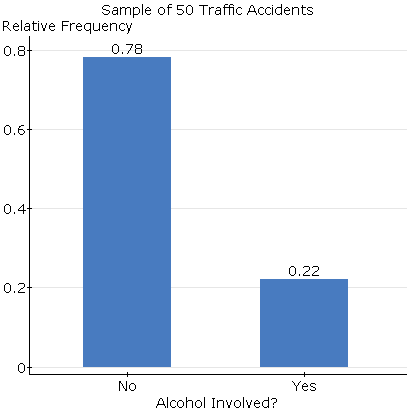 Sample of 50 Traffic Accidents
Relative Frequency
0.8
0.78
0.6
0.4
0.22
0.2
0
No Yes
Alcohol Involved?